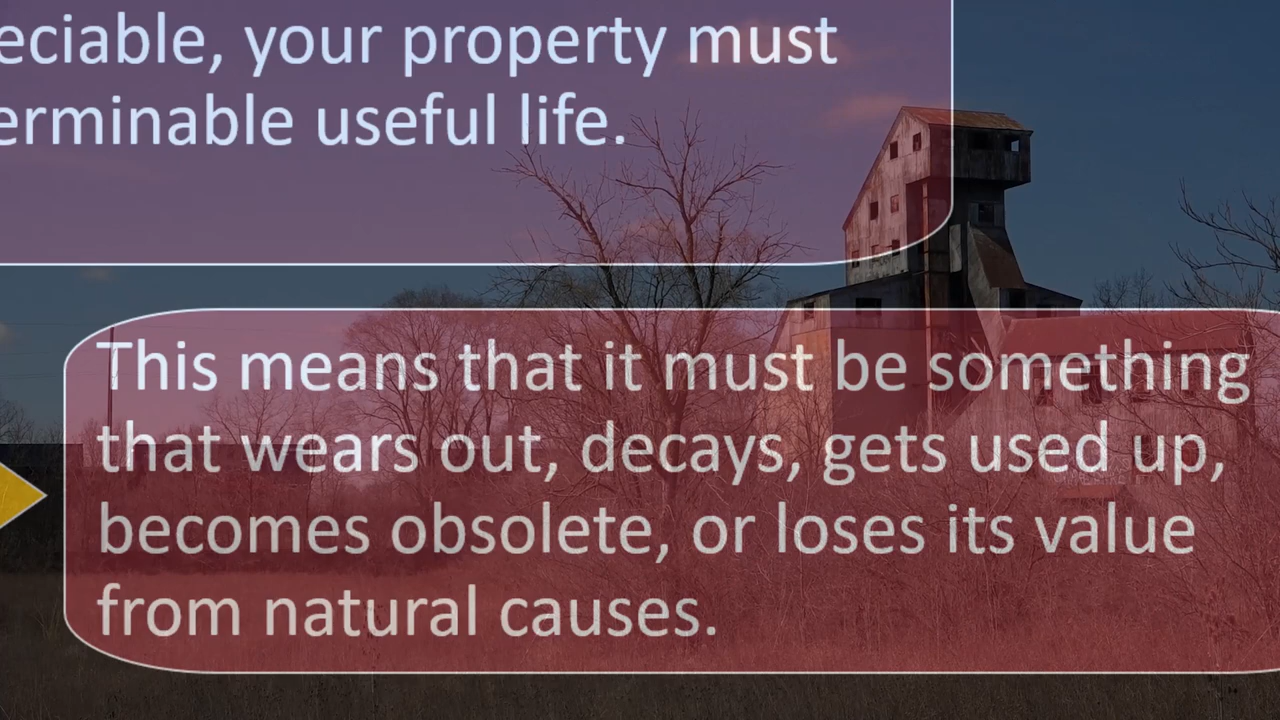 eciable, your property must
erminable useful life.
This means that it must be something
that wears out, decays, gets used up,
becomes obsolete, or loses its value
from natural causes.